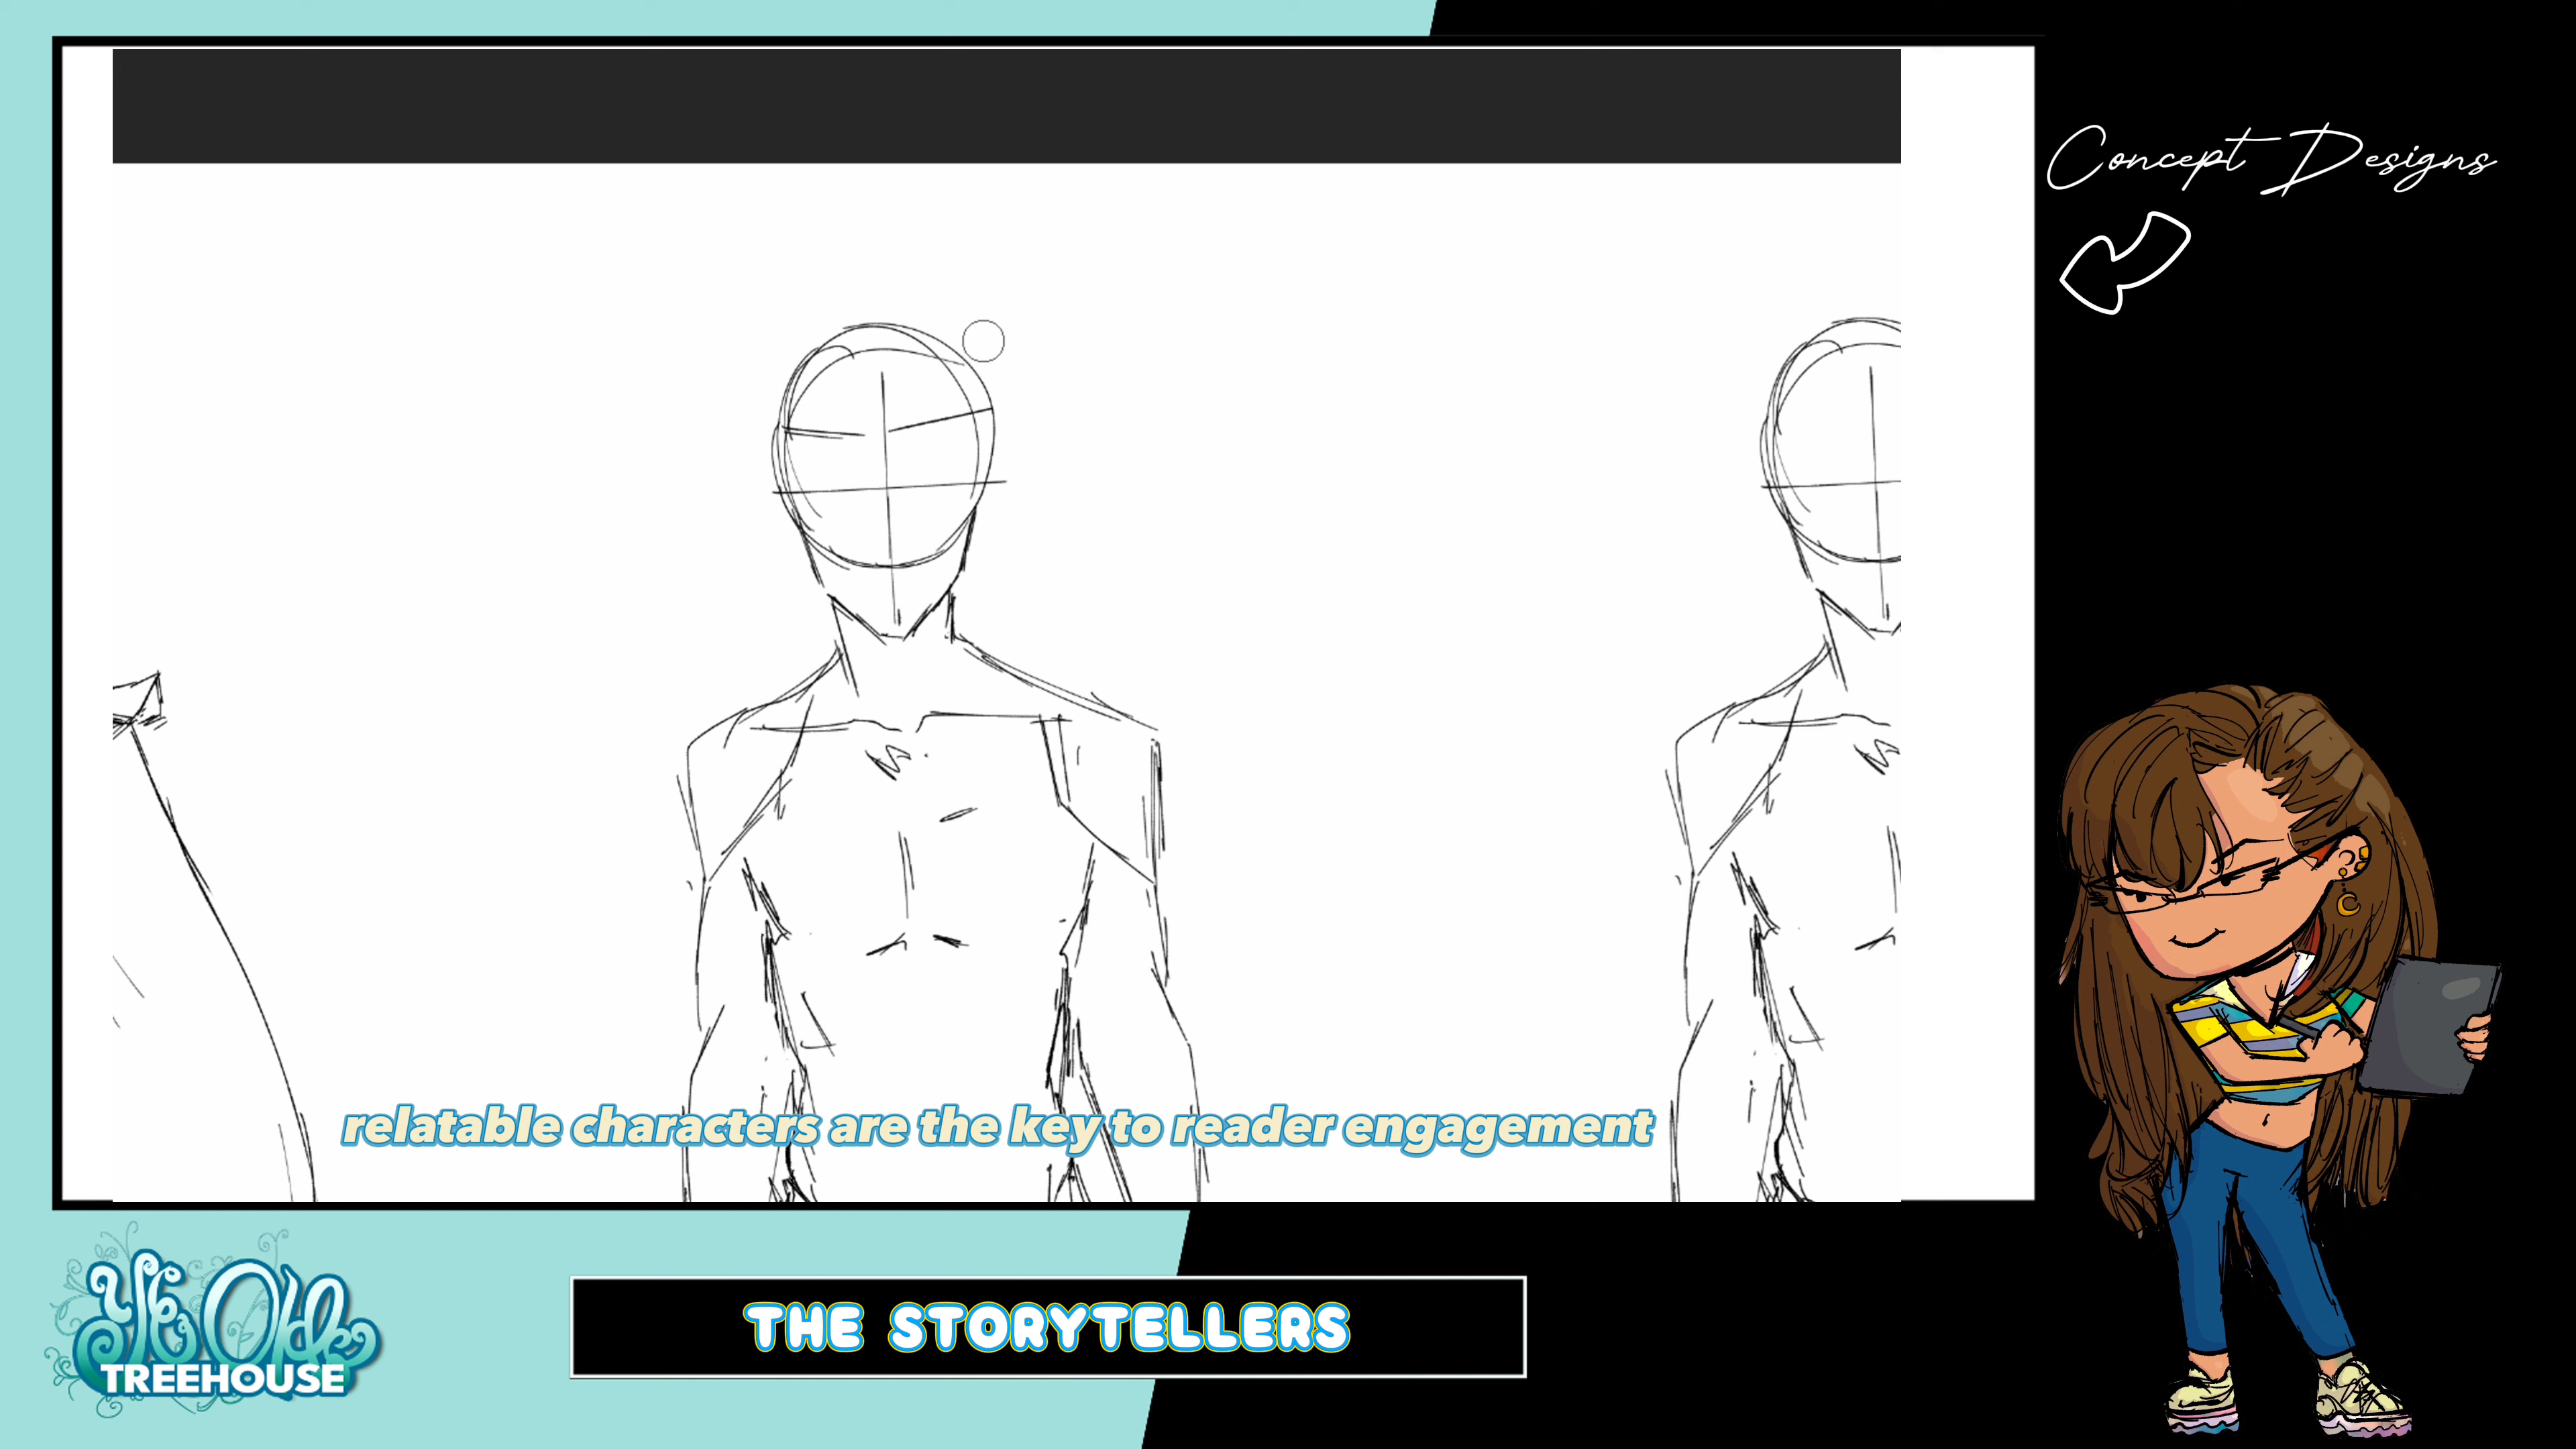 Concept Designs
relatable characters are the key to reader engagement
Ye Olde
TREEHOUSE
THE STORYTELLERS